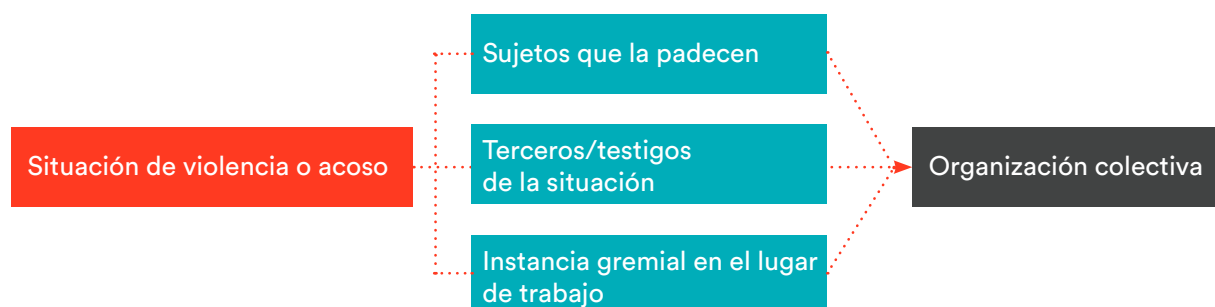 Situación de violencia o acoso
Sujetos que la padecen
Terceros/testigos
de la situación
Instancia gremial en el lugar
de trabajo
Organización colectiva